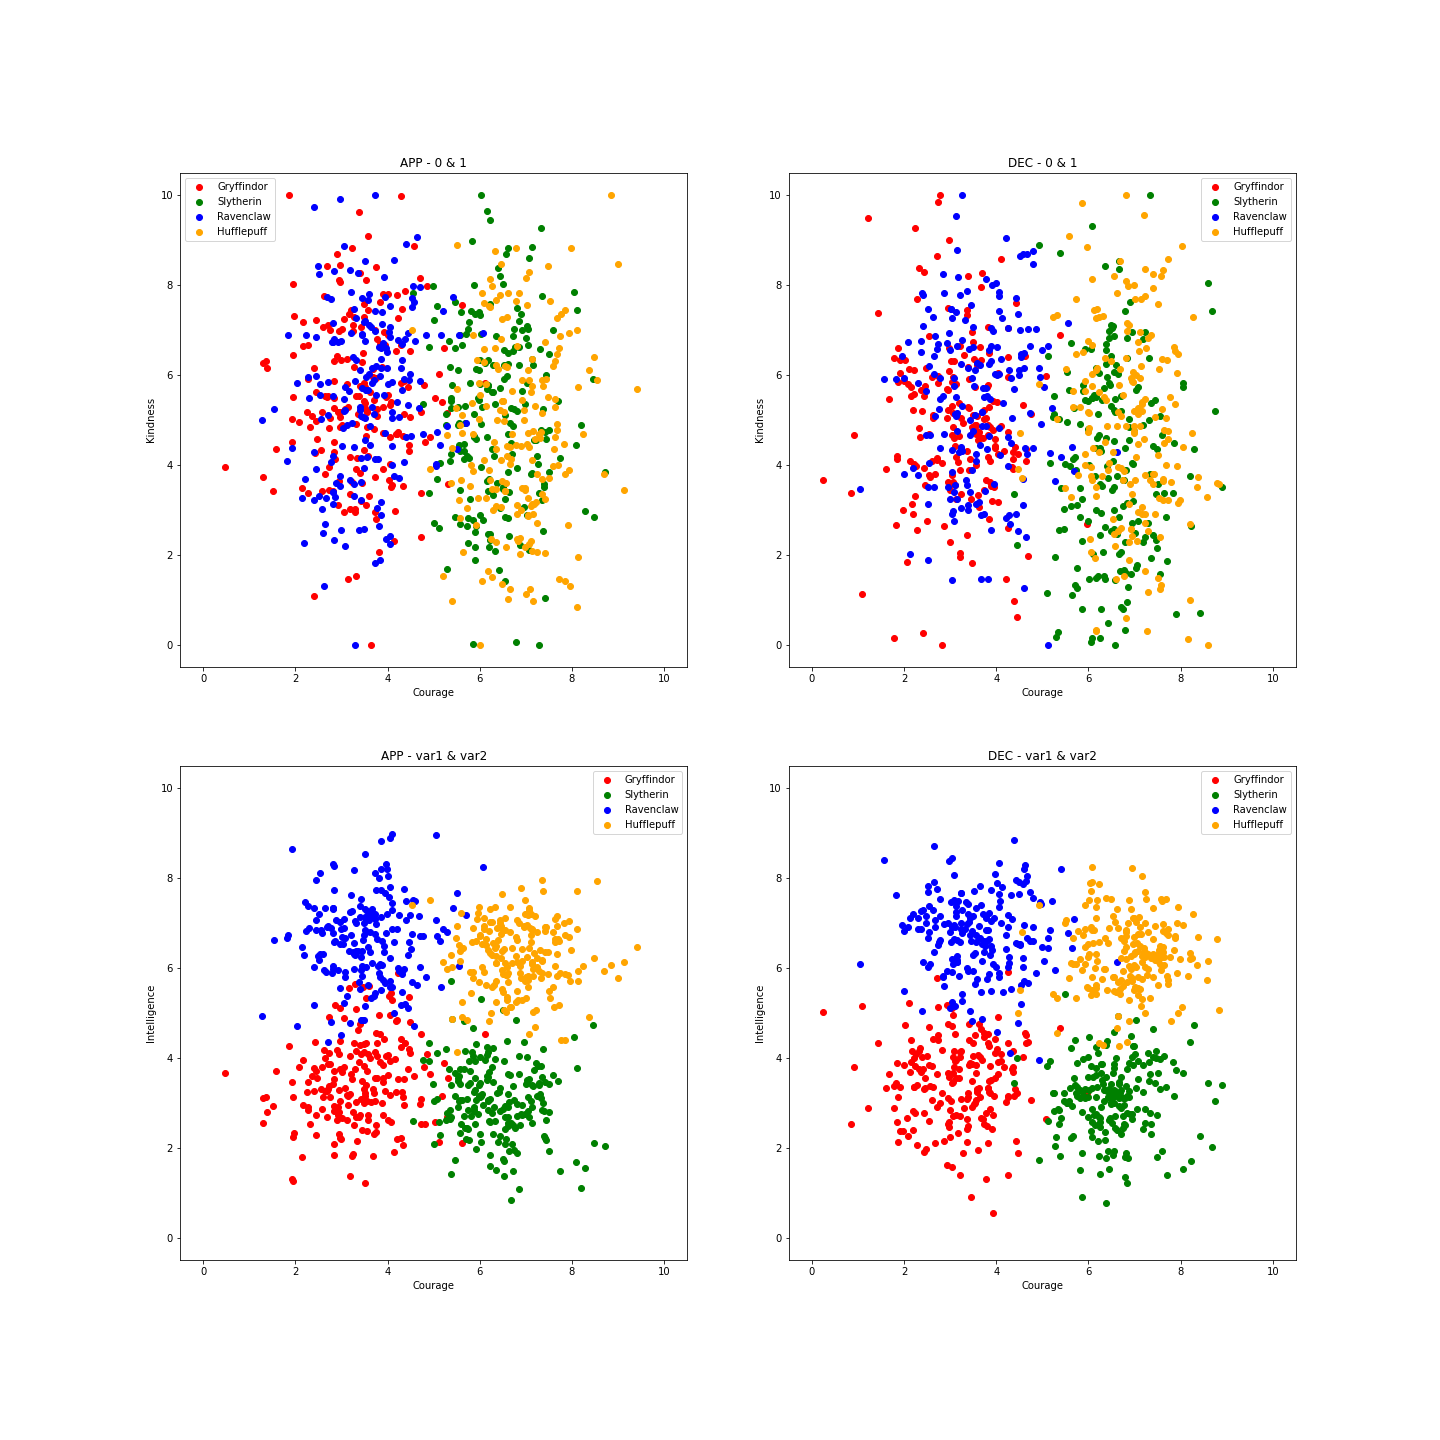 APP - 0 & 1
Gryffindor
Slytherin
Ravenclaw
Hufflepuff
10
8
6
4
2
0
Kindness
0 2 4 6 8 10
Courage
DEC - 0 & 1
Gryffindor
Slytherin
Ravenclaw
Hufflepuff
10
8
6
4
2
0
Kindness
0 2 4 6 8 10
Courage
APP - var1 & var2
Gryffindor
Slytherin
Ravenclaw
Hufflepuff
10
8
6
4
2
0
Intelligence
0 2 4 6 8 10
Courage
DEC - var1 & var2
Gryffindor
Slytherin
Ravenclaw
Hufflepuff
10
8
6
4
2
0
Intelligence
0 2 4 6 8 10
Courage